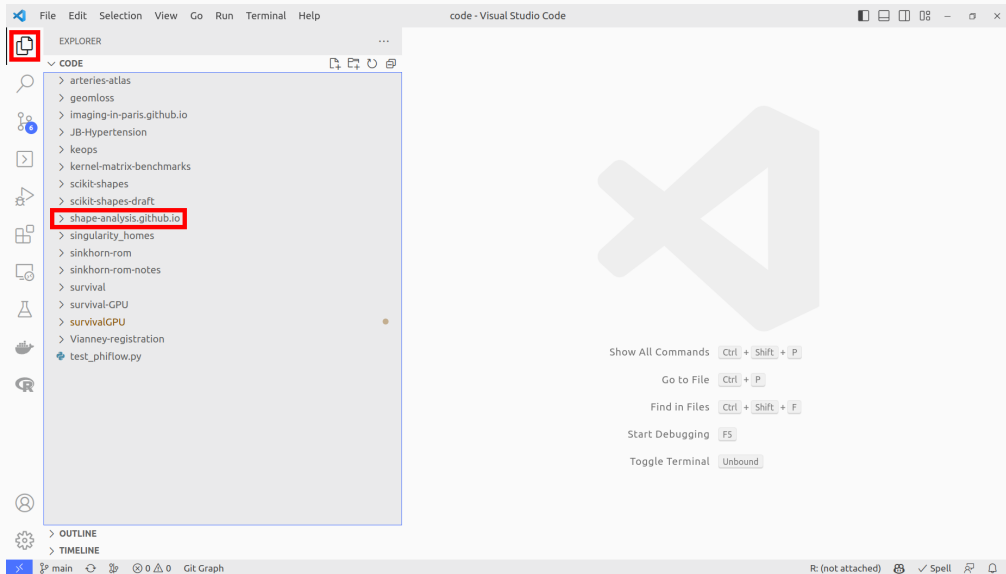 File Edit Selection View Go Run Terminal Help code - Visual Studio Code
EXPLORER
CODE
arteries-atlas
geomloss
imaging-in-paris.github.io
JB-Hypertension
keops
kernel-matrix-benchmarks
scikit-shapes
scikit-shapes-draft
shape-analysis.github.io
singularity_homes
sinkhorn-rom
sinkhorn-rom-notes
survival
survival-GPU
survivalGPU
Vianney-registration
test_phiflow.py
6
R
Show All Commands Ctrl + Shift + P
Go to File Ctrl + P
Find in Files Ctrl + Shift + F
Start Debugging F5
Toggle Terminal Unbound
OUTLINE
TIMELINE
main 0 0 Git Graph R: (not attached) Spell